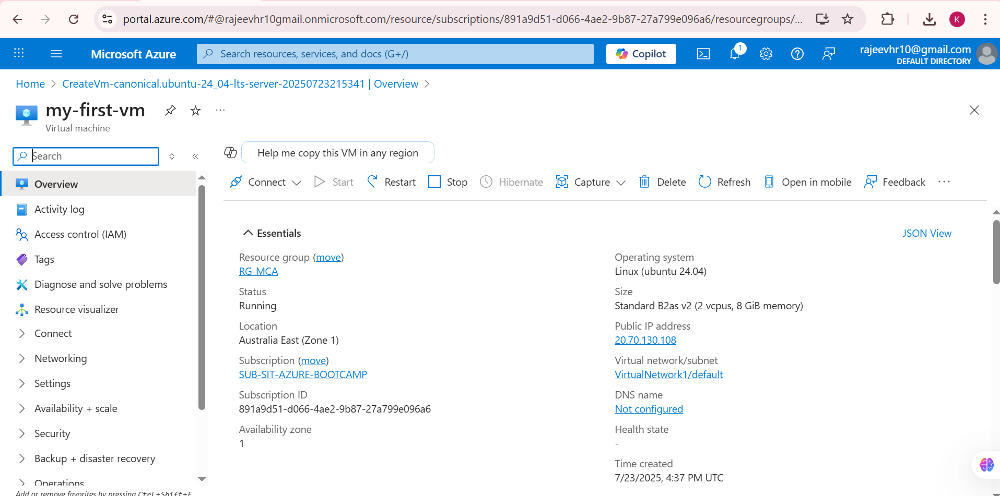 portal.azure.com/#@rajeevhr10gmail.onmicrosoft.com/resource/subscriptions/891a9d51-d066-4ae2-9b87-27a799e096a6/resourcegroups/...
K
Microsoft Azure
Search resources, services, and docs (G+/)
Copilot
1
rajeevhr10@gmail.com
DEFAULT DIRECTORY
Home > CreateVm-canonical.ubuntu-24_04-lts-server-20250723215341 | Overview >
my-first-vm
Virtual machine
Search
Overview
Activity log
Access control (IAM)
Tags
Diagnose and solve problems
Resource visualizer
Connect
Networking
Settings
Availability + scale
Security
Backup + disaster recovery
Operations
Add or remove favorites by pressing Ctrl+Shift+F
Help me copy this VM in any region
Connect Start Restart Stop Hibernate Capture Delete Refresh Open in mobile Feedback
Essentials
JSON View
Resource group (move)
RG-MCA
Status
Running
Location
Australia East (Zone 1)
Subscription (move)
SUB-SIT-AZURE-BOOTCAMP
Subscription ID
891a9d51-d066-4ae2-9b87-27a799e096a6
Availability zone
1
Operating system
Linux (ubuntu 24.04)
Size
Standard B2as v2 (2 vcpus, 8 GiB memory)
Public IP address
20.70.130.108
Virtual network/subnet
VirtualNetwork1/default
DNS name
Not configured
Health state
-
Time created
7/23/2025, 4:37 PM UTC